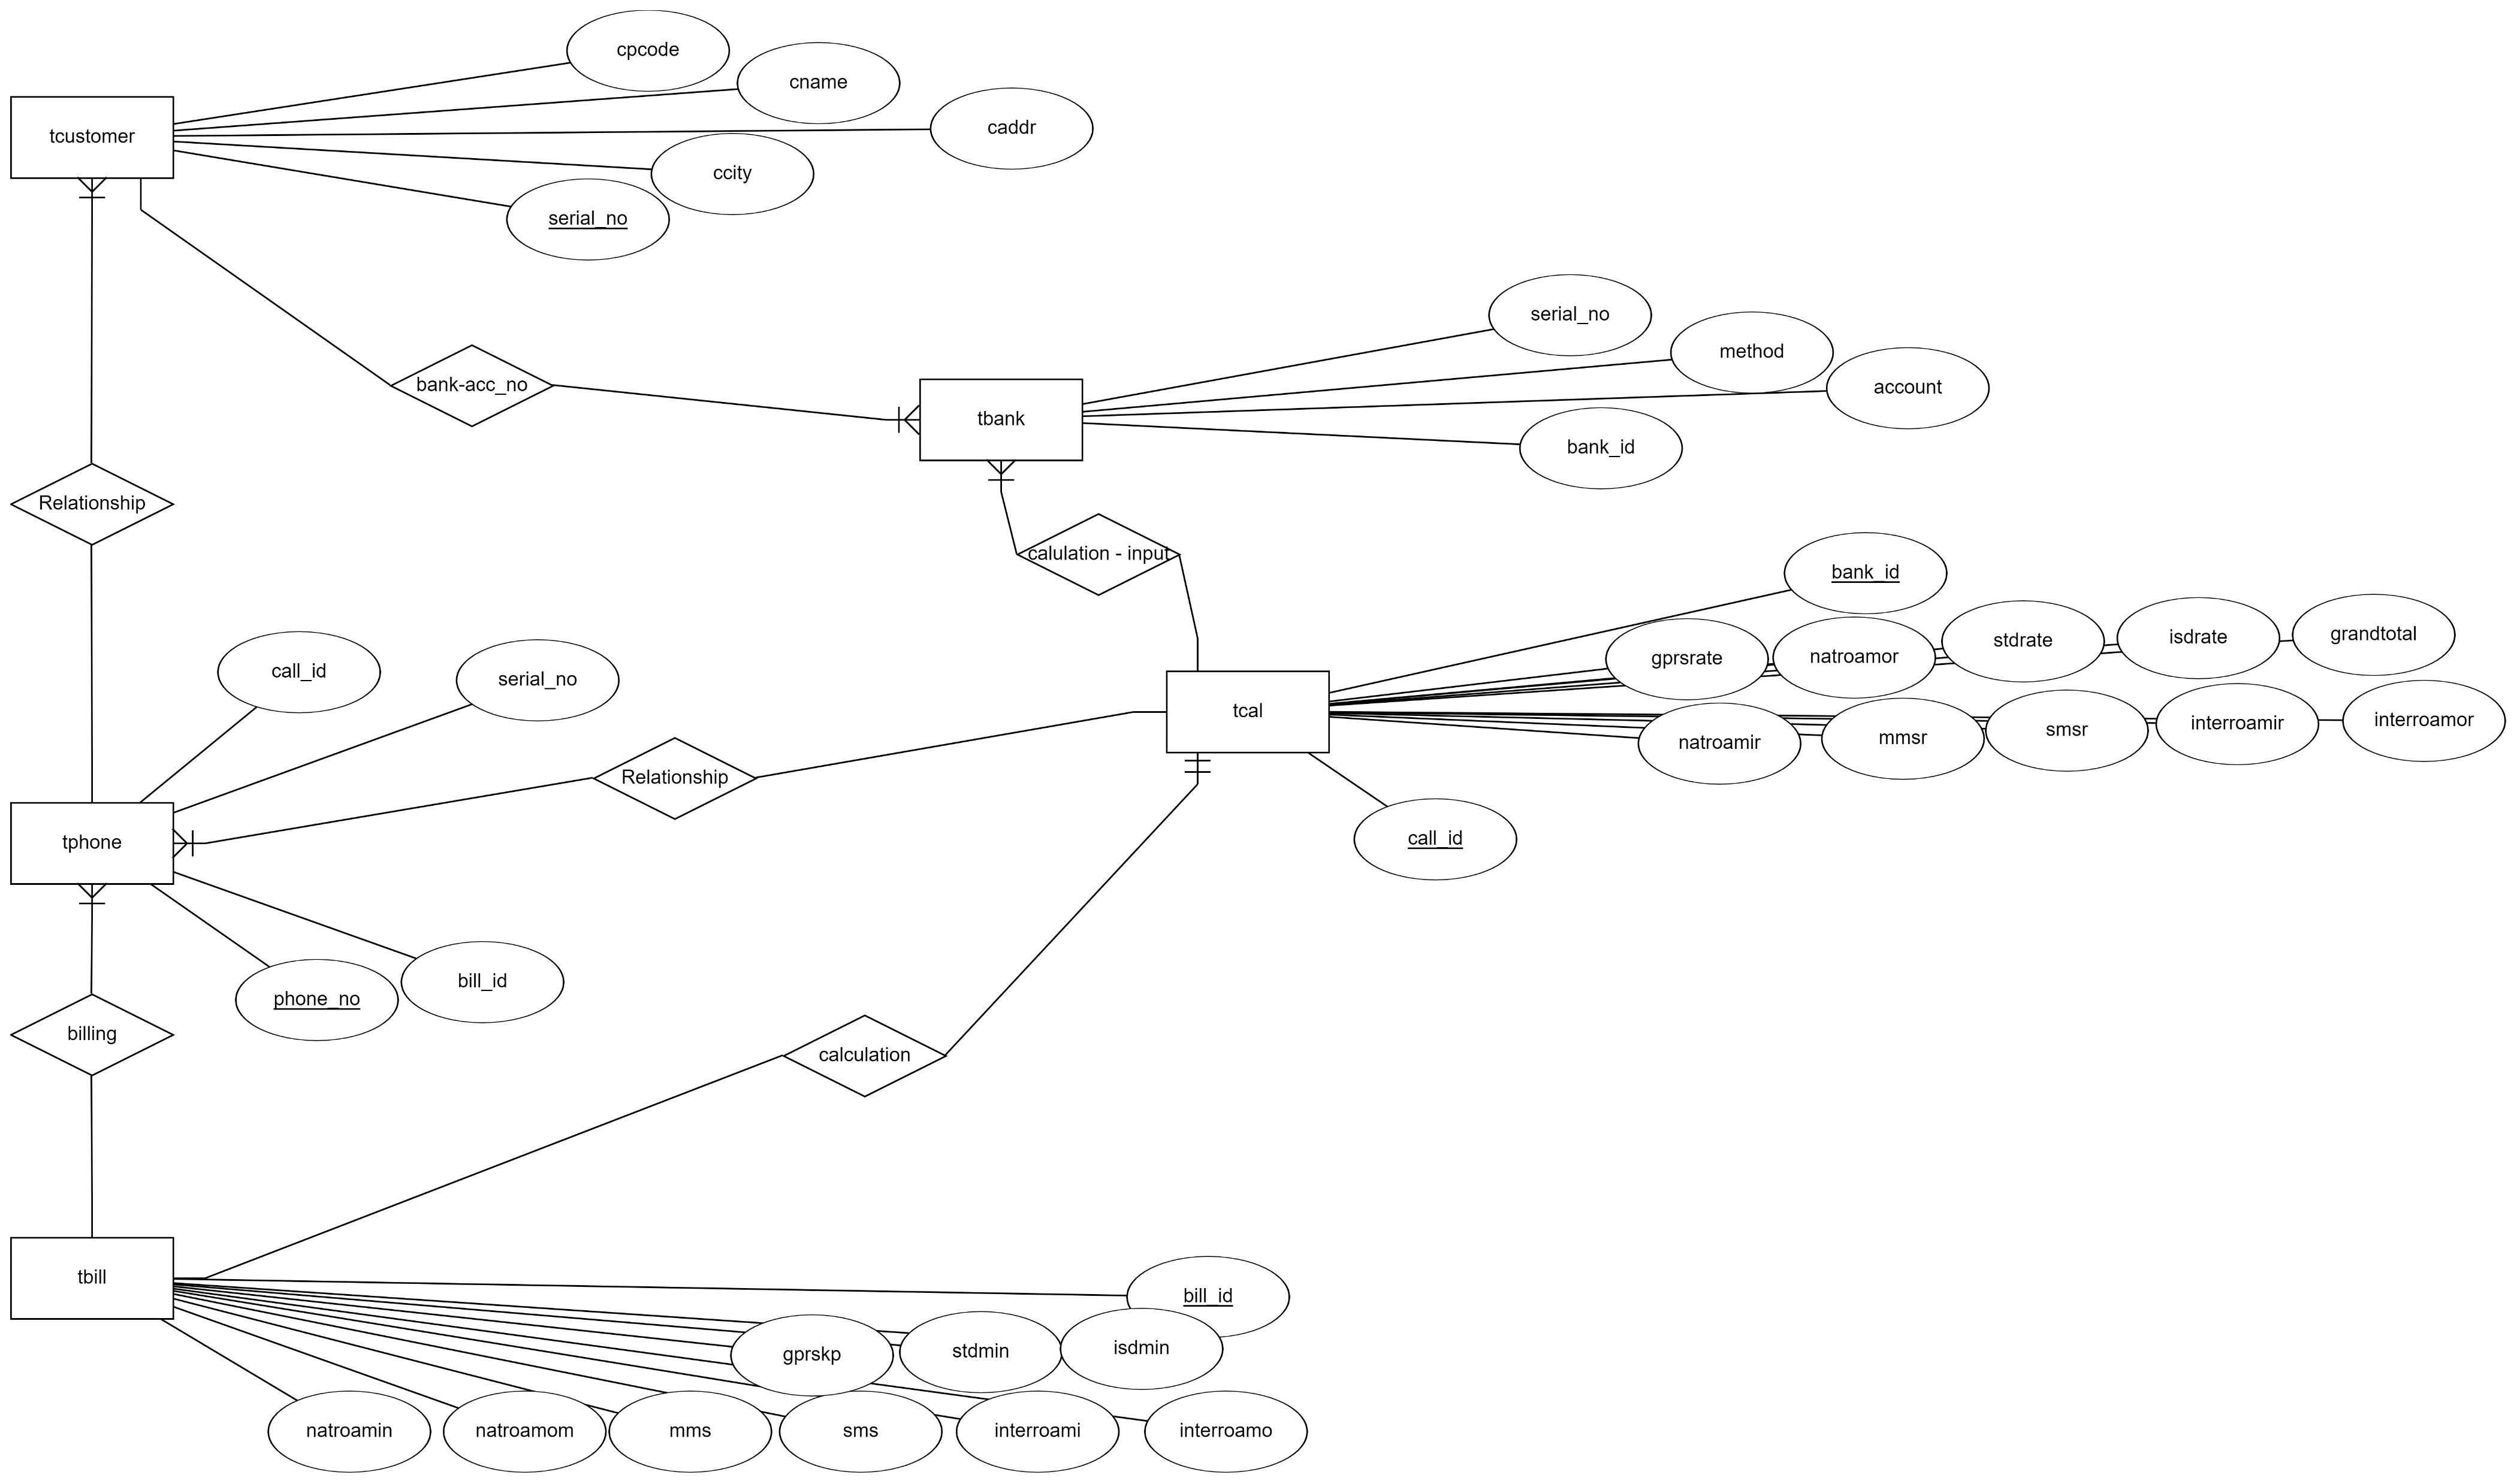 cpcode
cname
caddr
tcustomer
ccity
serial_no
serial_no
method
account
bank-acc_no
tbank
bank_id
Relationship
calulation - input
bank_id
gprsrate
natroamor
stdrate
isdrate
grandtotal
call_id
serial_no
tcal
natroamir
mmsr
smsr
interroamir
interroamor
Relationship
tphone
call_id
phone_no
bill_id
billing
calculation
tbill
bill_id
gprskp
stdmin
isdmin
natroamin
natroamom
mms
sms
interroami
interroamo